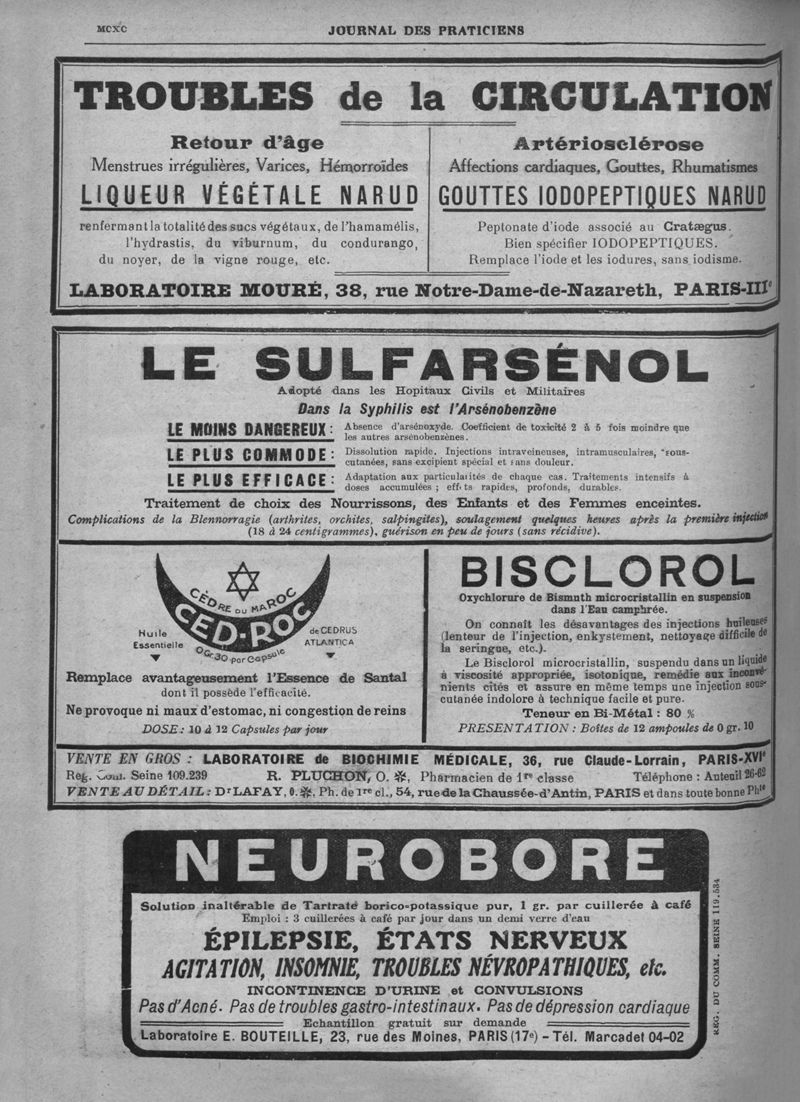 MCXC
JOURNAL DES PRATICIENS
TROUBLES de la CIRCULATION
Retour d'âge
Menstrues irrégulières, Varices, Hémorroïdes
LIQUEUR VÉGÉTALE NARUD
renfermant la totalité des sucs végétaux, de l'hamamélis,
l'hydrastis, du viburnum, du condurango,
du noyer, de la vigne rouge, etc.
Artériosclérose
Affections cardiaques, Gouttes, Rhumatismes
GOUTTES IODOPEPTIQUES NARUD
Peptonate d'iode associé au Cratægus.
Bien spécifier IODOPEPTIQUES.
Remplace l'iode et les iodures, sans iodisme.
LABORATOIRE MOURÉ, 38, rue Notre-Dame-de-Nazareth, PARIS-IIIe
LE SULFARSÉNOL
Adopté dans les Hopitaux Civils et Militaires
Dans la Syphilis est l'Arsénobenzène
LE MOINS DANGEREUX : Absence d'arsénoxyde. Coefficient de toxicité 2 à 5 fois moindre que
les autres arsénobenzènes.
LE PLUS COMMODE : Dissolution rapide. Injections intraveineuses, intramusculaires, sous-
cutanées, sans excipient spécial et sans douleur.
LE PLUS EFFICACE : Adaptation aux particularités de chaque cas. Traitements intensifs à
doses accumulées ; effets rapides, profonds, durables.
Traitement de choix des Nourrissons, des Enfants et des Femmes enceintes.
Complications de la Blennorragie (arthrites, orchites, salpingites), soulagement quelques heures après la première injection
(18 à 24 centigrammes), guérison en peu de jours (sans récidive).
CÈDRE DU MAROC
CED-ROC
0 Gr. 30 par Capsule
Huile
Essentielle
de CEDRUS
ATLANTICA
Remplace avantageusement l'Essence de Santal
dont il possède l'efficacité.
Ne provoque ni maux d'estomac, ni congestion de reins
DOSE : 10 à 12 Capsules par jour
BISCLOROL
Oxychlorure de Bismuth microcristallin en suspension
dans l'Eau camphrée.
On connaît les désavantages des injections huileuses
(lenteur de l'injection, enkystement, nettoyage difficile de
la seringue, etc.).
Le Bisclorol microcristallin, suspendu dans un liquide
à viscosité appropriée, isotonique, remédie aux inconvé-
nients cités et assure en même temps une injection sous-
cutanée indolore à technique facile et pure.
Teneur en Bi-Métal : 80 %
PRESENTATION : Boîtes de 12 ampoules de 0 gr. 10
VENTE EN GROS : LABORATOIRE de BIOCHIMIE MÉDICALE, 36, rue Claude-Lorrain, PARIS-XVIe
Reg. Coul. Seine 109.239 R. PLUCHON, O. ✻, Pharmacien de 1re classe Téléphone : Auteuil 26-62
VENTE AU DÉTAIL : Dr LAFAY, O. ✻, Ph. de 1re cl., 54, rue de la Chaussée-d'Antin, PARIS et dans toute bonne Phie
NEUROBORE
Solution inaltérable de Tartrate borico-potassique pur, 1 gr. par cuillerée à café
Emploi : 3 cuillerées à café par jour dans un demi verre d'eau
ÉPILEPSIE, ÉTATS NERVEUX
AGITATION, INSOMNIE, TROUBLES NÉVROPATHIQUES, etc.
INCONTINENCE D'URINE et CONVULSIONS
Pas d'Acné. Pas de troubles gastro-intestinaux. Pas de dépression cardiaque
Echantillon gratuit sur demande
Laboratoire E. BOUTEILLE, 23, rue des Moines, PARIS (17e) - Tél. Marcadet 04-02
REG. DU COMM. SEINE 119.534